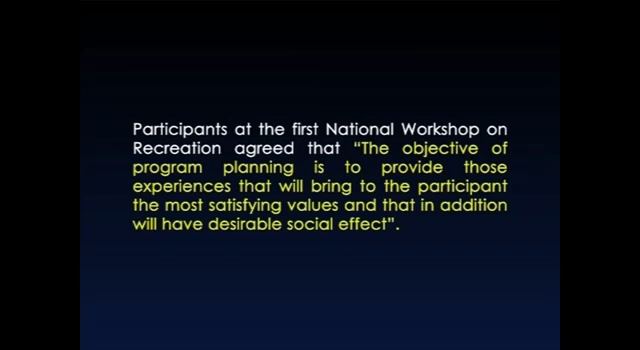 Participants at the first National Workshop on
Recreation agreed that “The objective of
program planning is to provide those
experiences that will bring to the participant
the most satisfying values and that in addition
will have desirable social effect”.